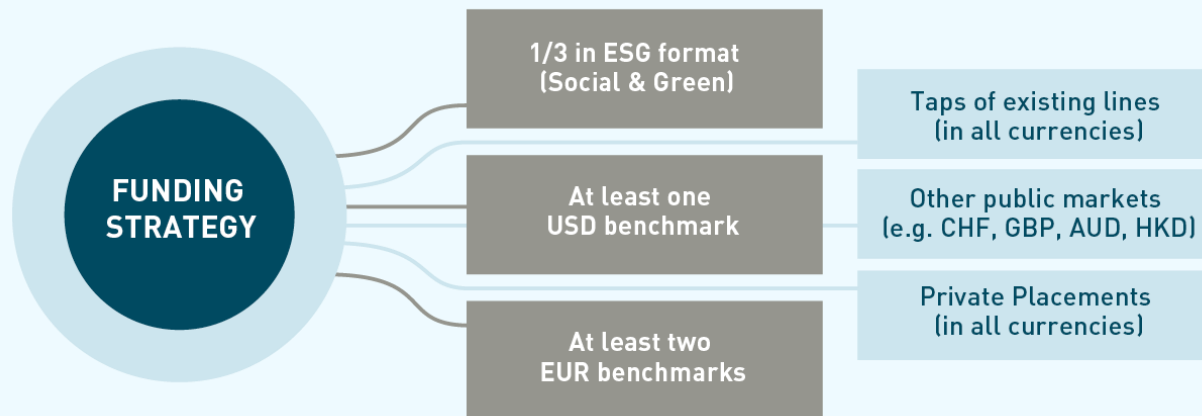 FUNDING
STRATEGY
1/3 in ESG format
(Social & Green)
At least one
USD benchmark
At least two
EUR benchmarks
Taps of existing lines
(in all currencies)
Other public markets
(e.g. CHF, GBP, AUD, HKD)
Private Placements
(in all currencies)